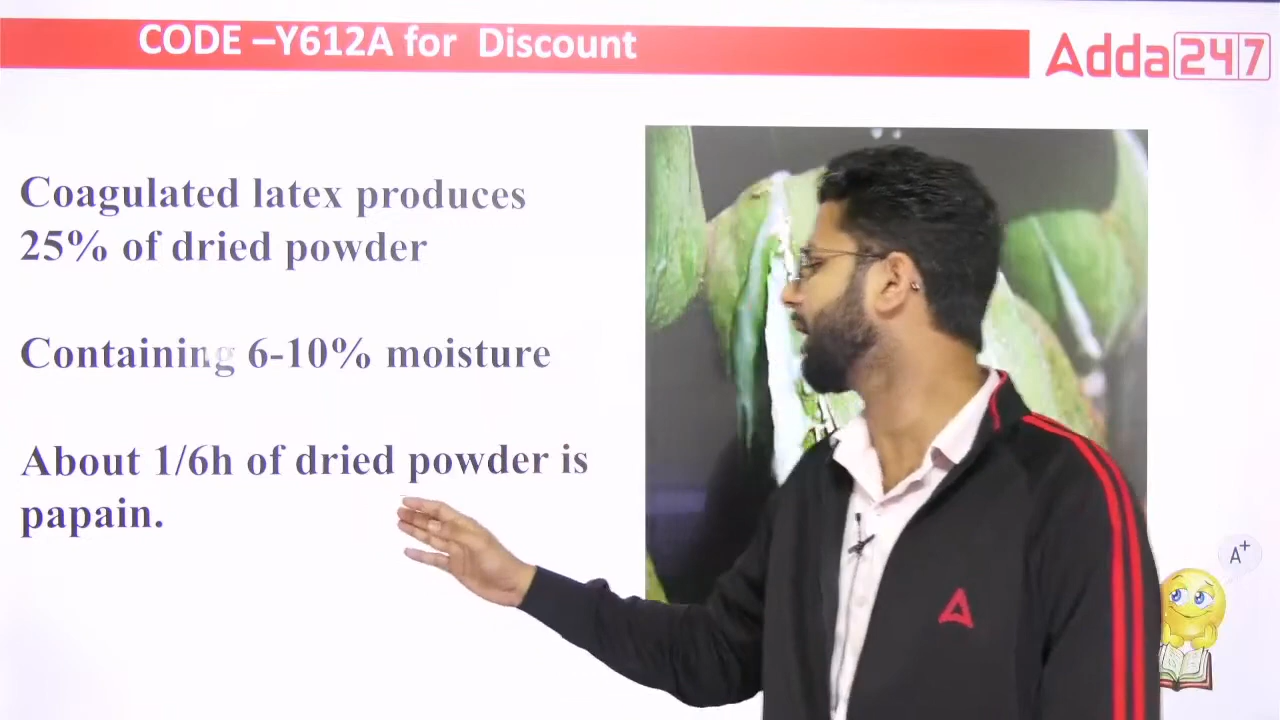 CODE –Y612A for Discount
Adda247
Coagulated latex produces
25% of dried powder
Containing 6-10% moisture
About 1/6h of dried powder is
papain.
A+